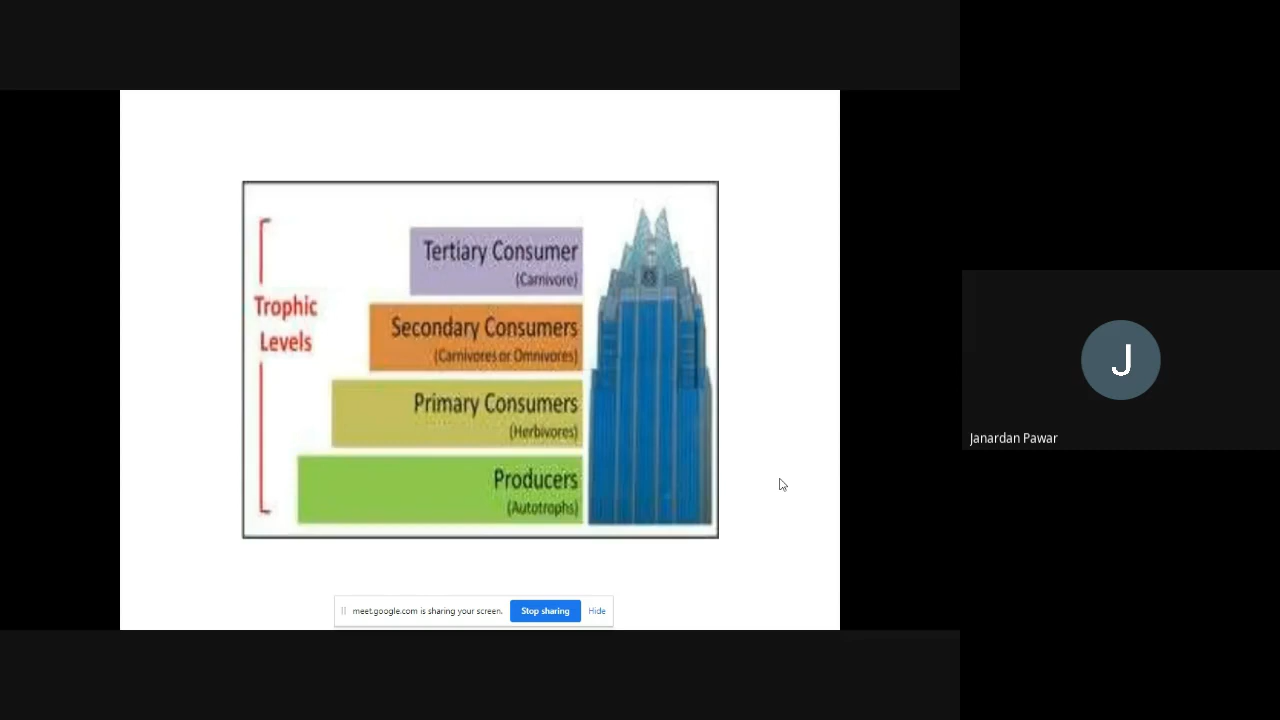 Tertiary Consumer
(Carnivore)
Trophic
Levels
Secondary Consumers
(Carnivores or Omnivores)
Primary Consumers
(Herbivores)
Producers
(Autotrophs)
meet.google.com is sharing your screen.
Stop sharing
Hide
J
Janardan Pawar